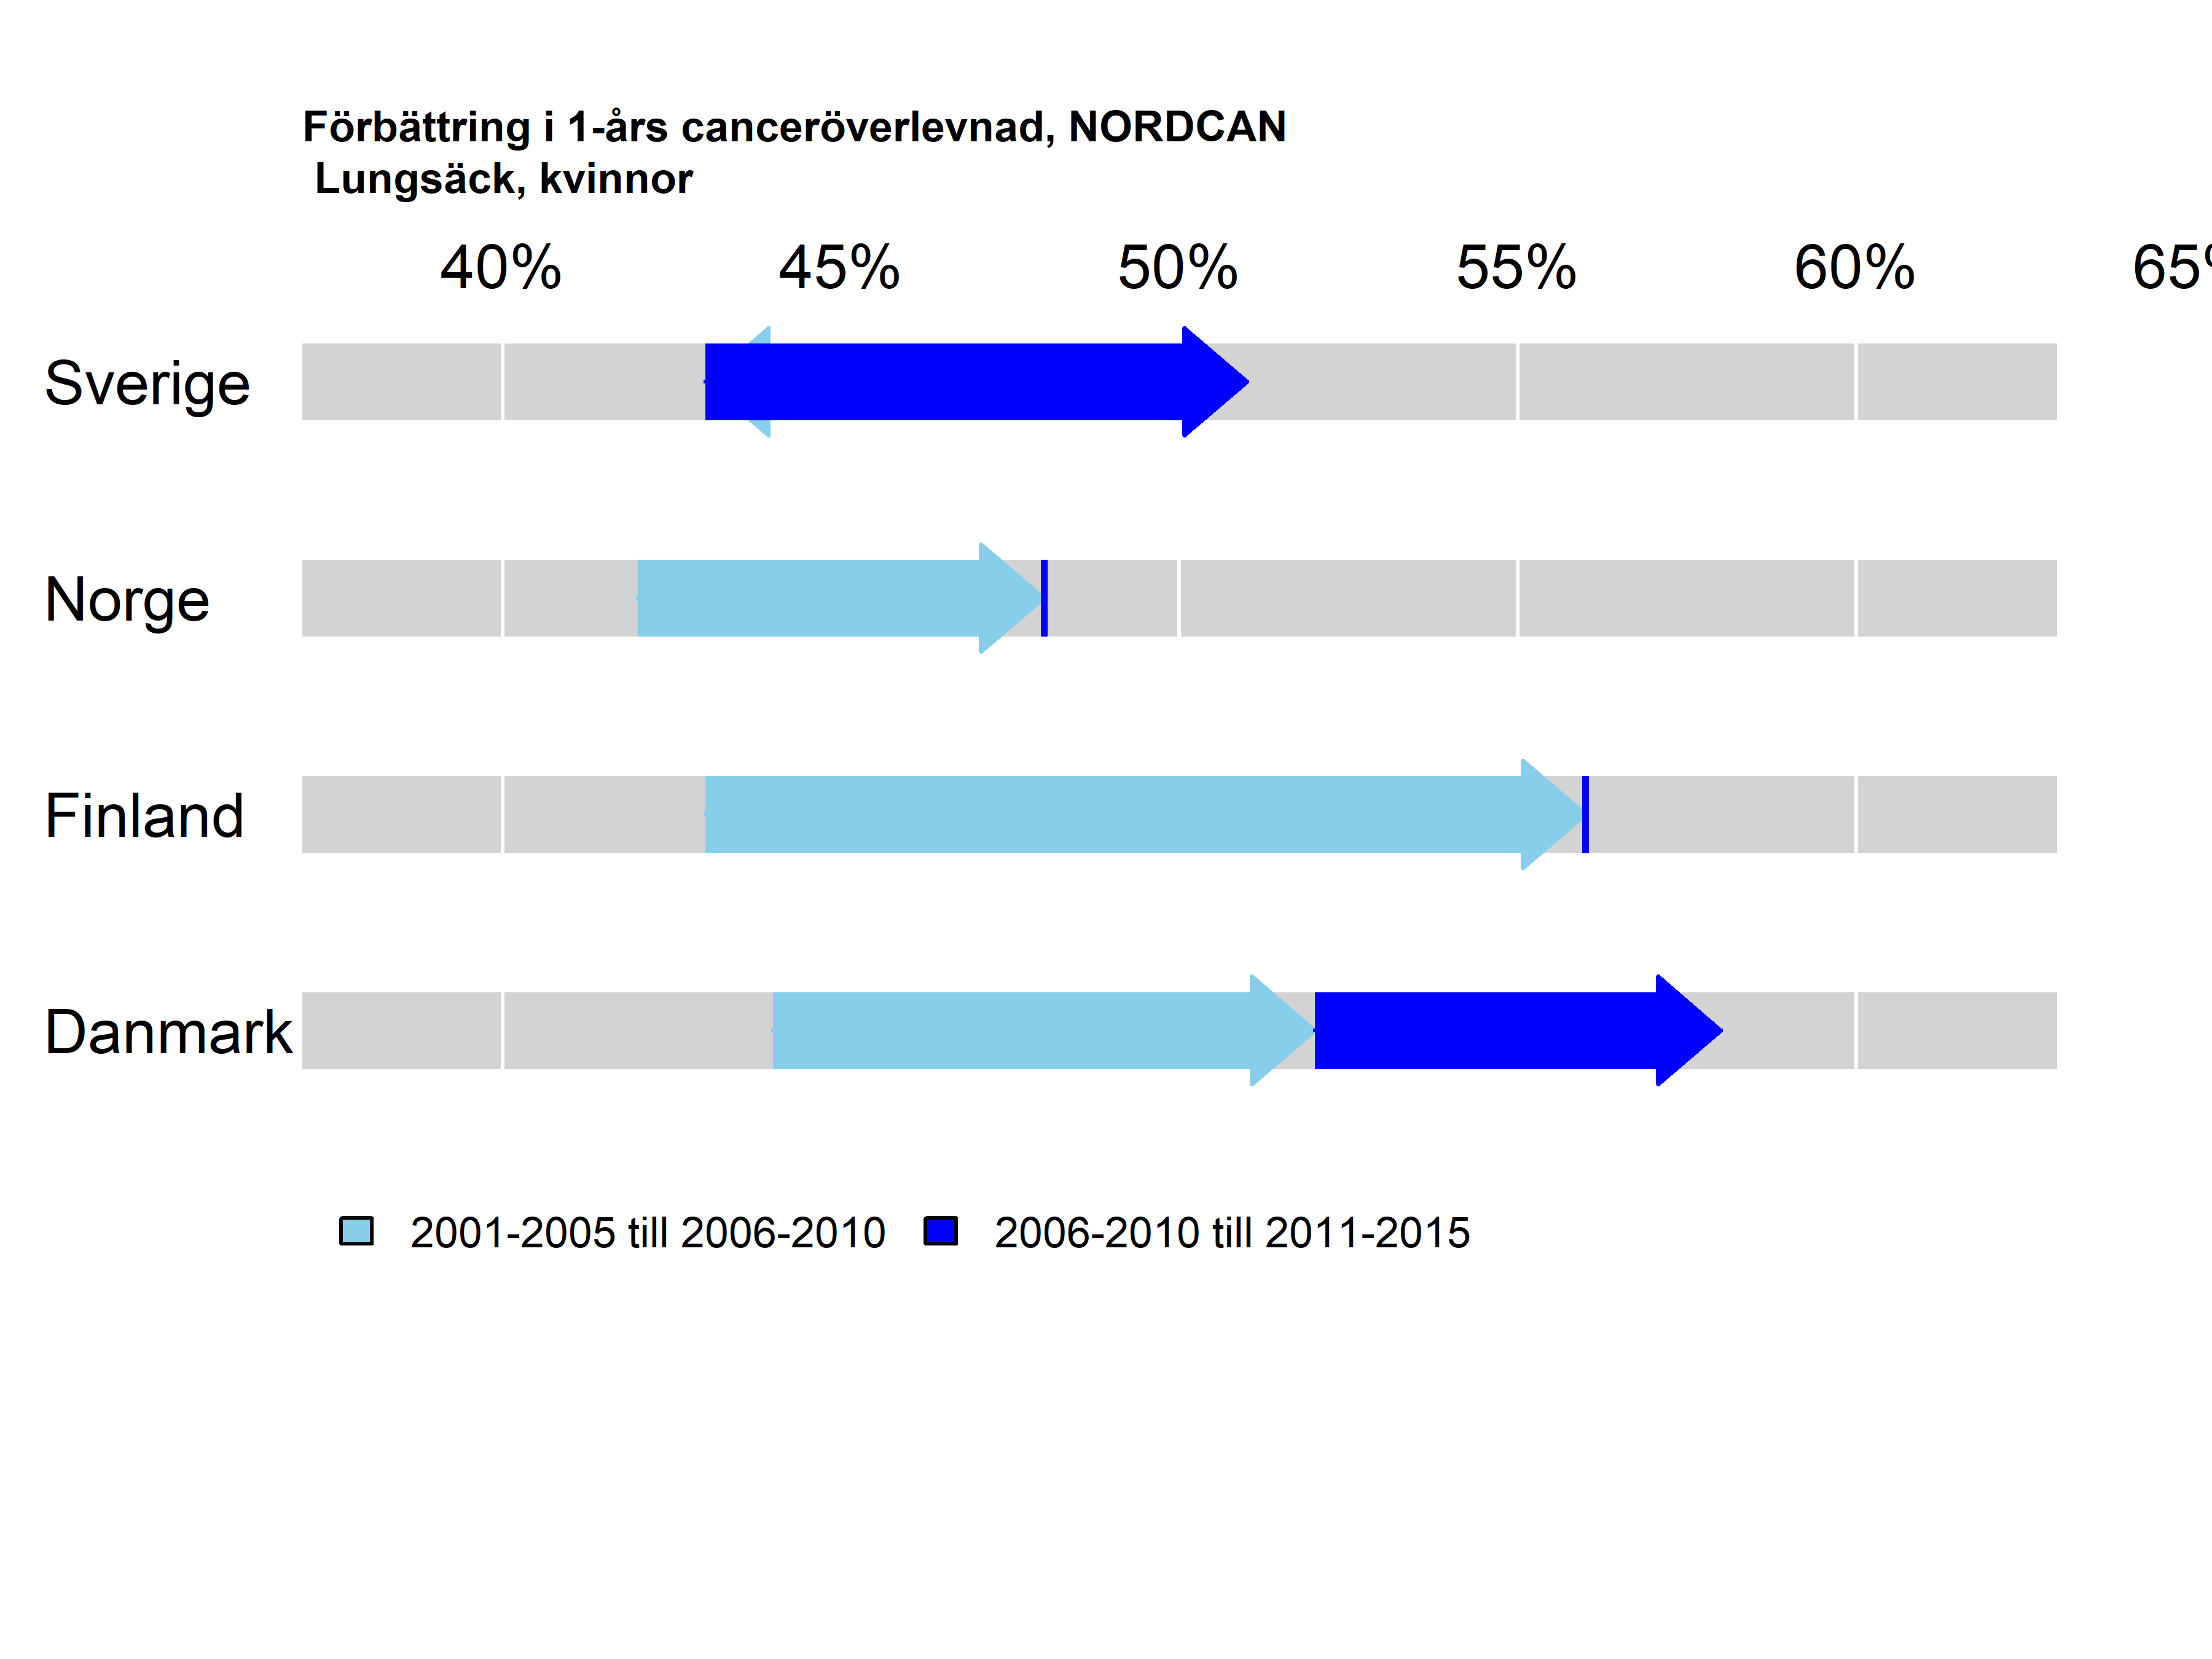 Förbättring i 1-års canceröverlevnad, NORDCAN
Lungsäck, kvinnor
40% 45% 50% 55% 60% 65%
Sverige
Norge
Finland
Danmark
2001-2005 till 2006-2010 2006-2010 till 2011-2015